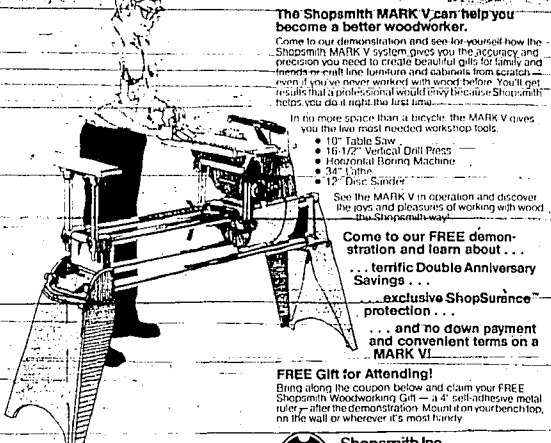 The Shopsmith MARK V can help you
become a better woodworker.
Come to our demonstration and see for yourself how the
Shopsmith MARK V system gives you the accuracy and
precision you need to create beautiful gifts for family and
friends or craft fine furniture and cabinets from scratch —
even if you've never worked with wood before. You'll get
results that a professional would envy because Shopsmith
helps you do it right the first time.
In no more space than a bicycle, the MARK V gives
you the five most needed workshop tools.
• 10" Table Saw
• 16-1/2" Vertical Drill Press
• Horizontal Boring Machine
• 34" Lathe
• 12" Disc Sander
See the MARK V in operation and discover
the joys and pleasures of working with wood
the Shopsmith way!
Come to our FREE demon-
stration and learn about . . .
. . . terrific Double Anniversary
Savings . . .
. . . exclusive ShopSurance™
protection . . .
. . . and no down payment
and convenient terms on a
MARK V!
FREE Gift for Attending!
Bring along the coupon below and claim your FREE
Shopsmith Woodworking Gift — a 4' self-adhesive metal
ruler — after the demonstration. Mount it on your bench top,
on the wall or wherever it's most handy.
Shopsmith Inc.